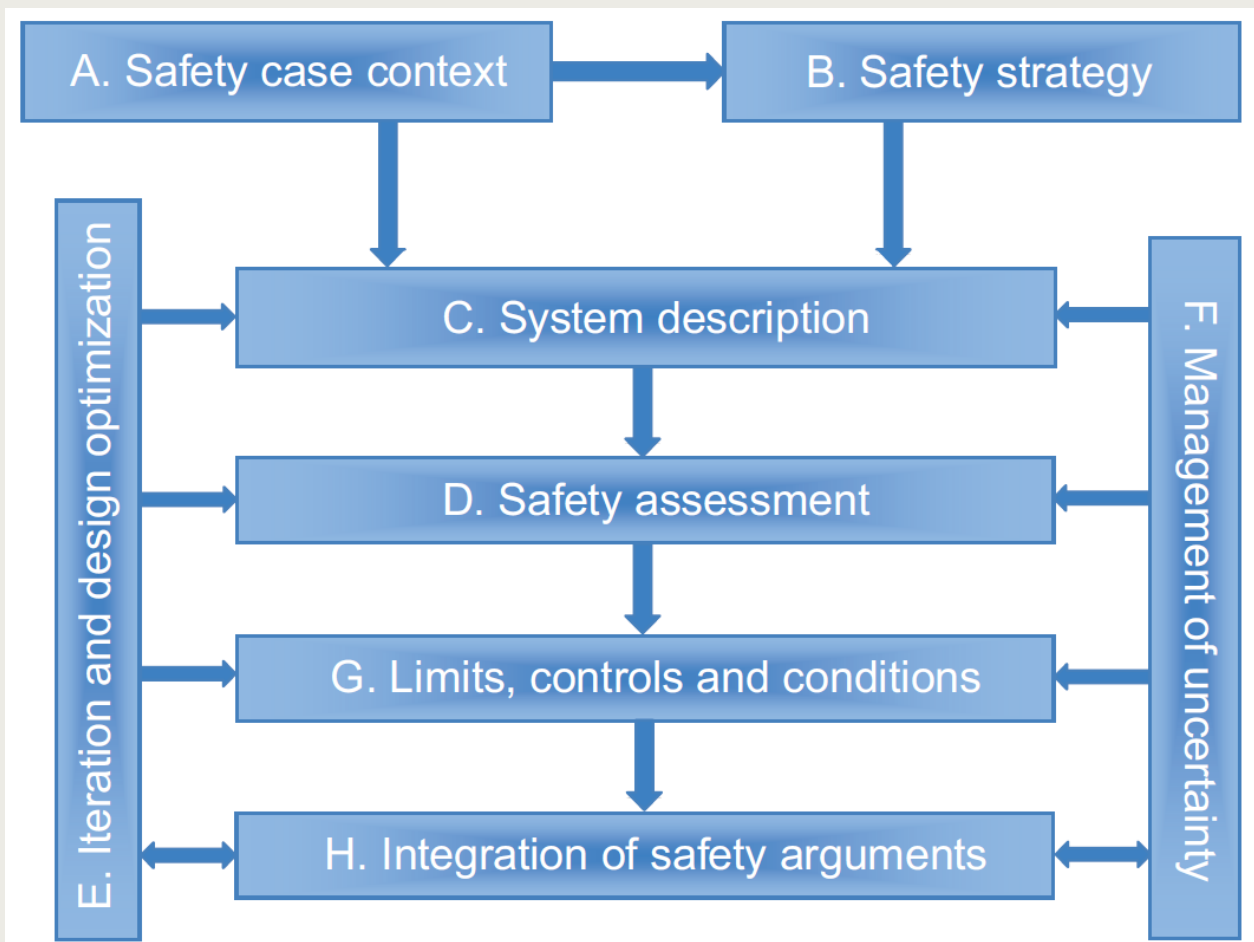 A. Safety case context
B. Safety strategy
E. Iteration and design optimization
C. System description
F. Management of uncertainty
D. Safety assessment
G. Limits, controls and conditions
H. Integration of safety arguments